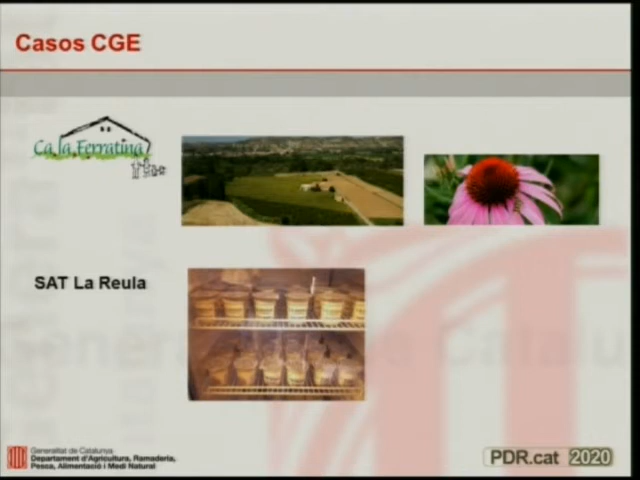 Casos CGE
Ca la Ferratina
SAT La Reula
Generalitat de Catalunya
Departament d'Agricultura, Ramaderia,
Pesca, Alimentació i Medi Natural
PDR.cat 2020